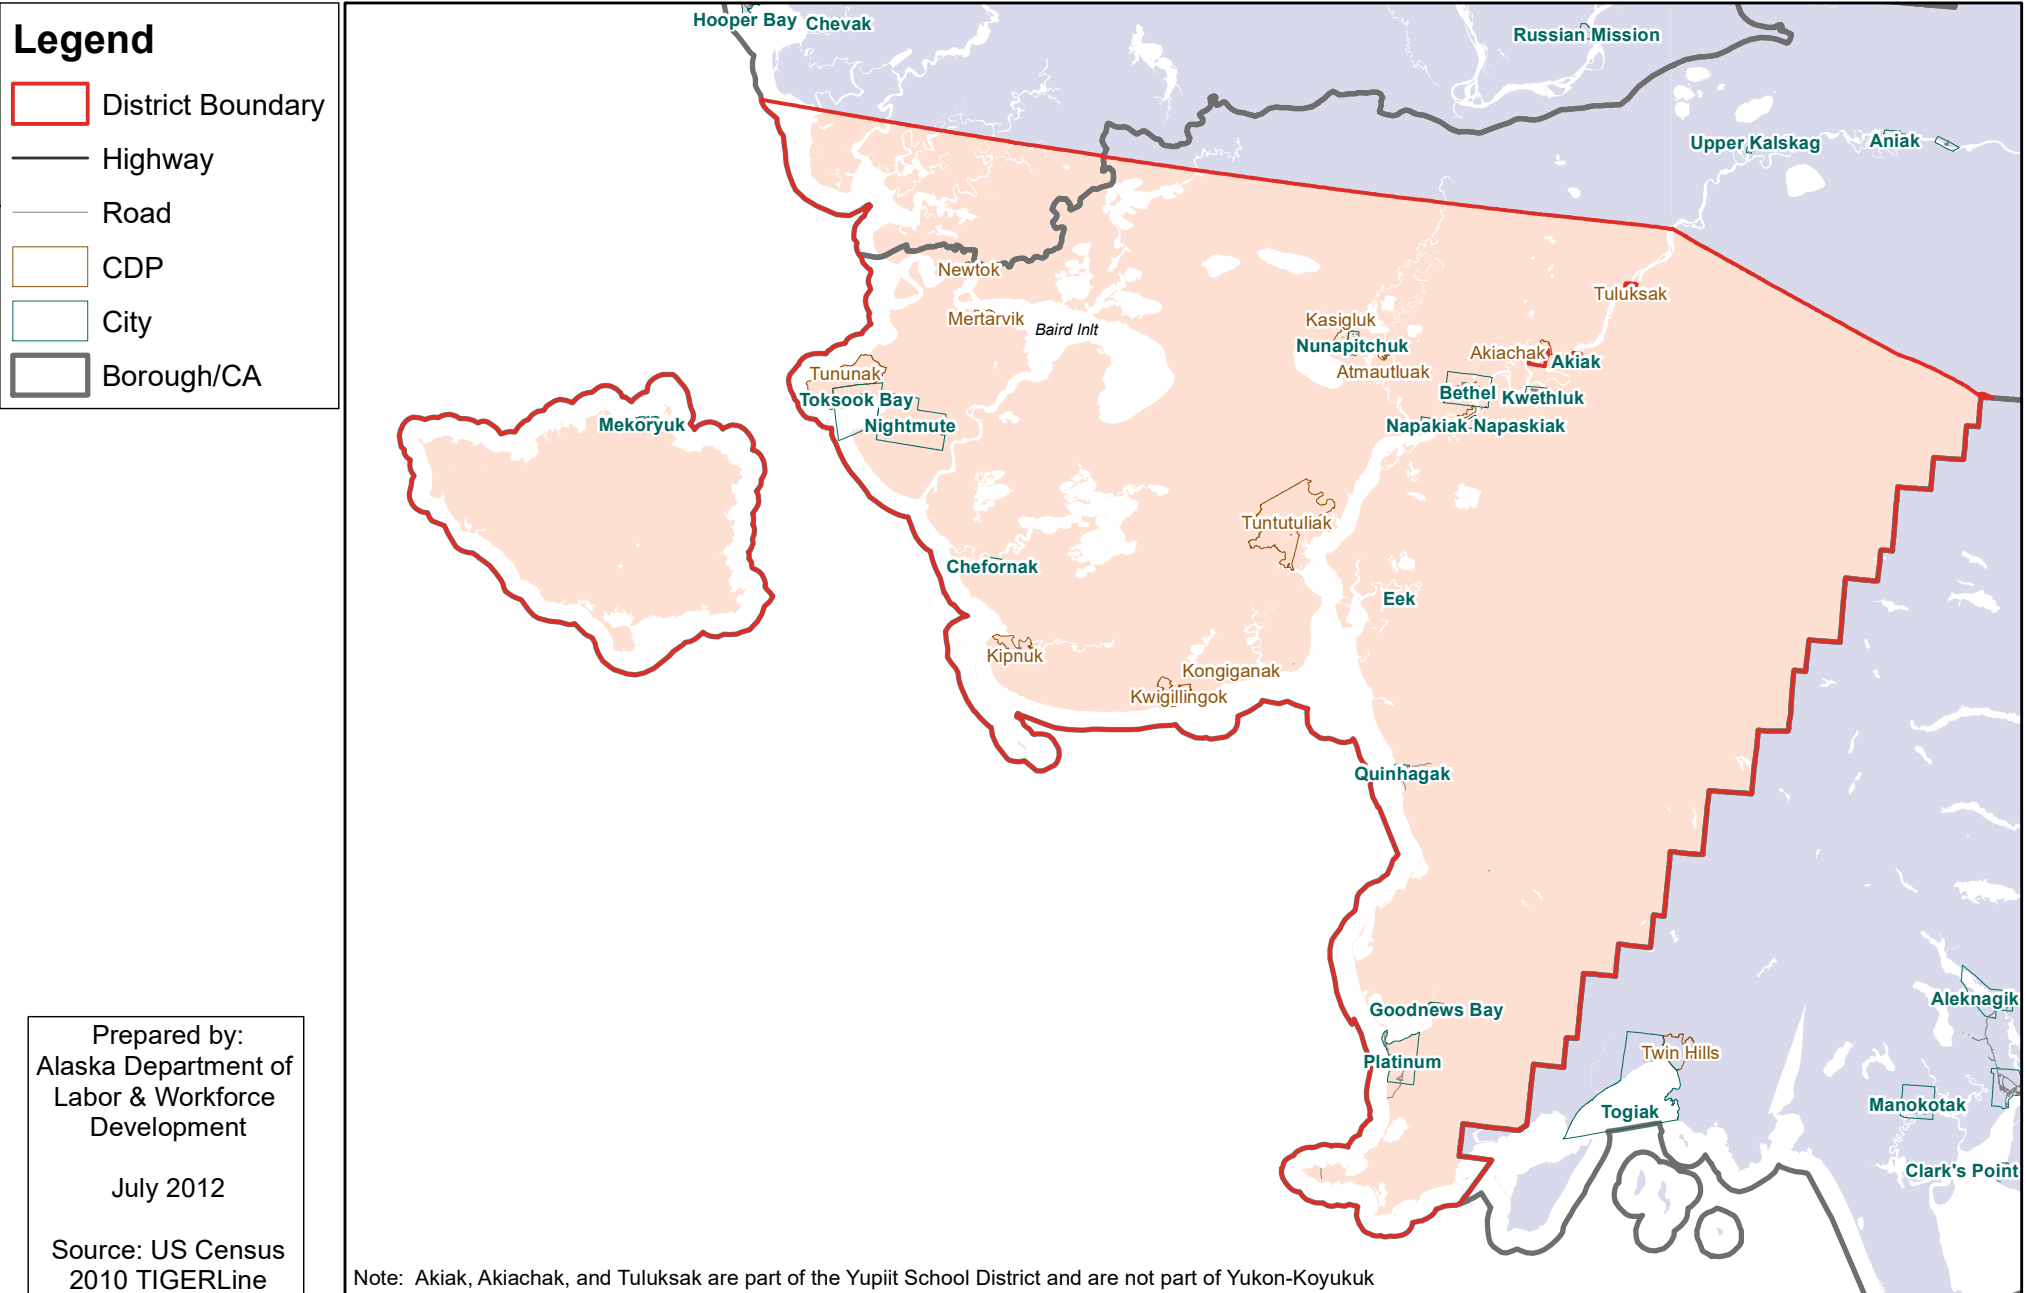 Legend
District Boundary
Highway
Road
CDP
City
Borough/CA
Prepared by:
Alaska Department of
Labor & Workforce
Development
July 2012
Source: US Census
2010 TIGERLine
Hooper Bay
Chevak
Russian Mission
Upper Kalskag
Aniak
Newtok
Mertarvik
Baird Inlt
Tuluksak
Kasigluk
Nunapitchuk
Atmautluak
Akiachak
Akiak
Tununak
Toksook Bay
Nightmute
Mekoryuk
Bethel
Kwethluk
Napakiak
Napaskiak
Tuntutuliak
Chefornak
Eek
Kipnuk
Kongiganak
Kwigillingok
Quinhagak
Goodnews Bay
Platinum
Aleknagik
Twin Hills
Togiak
Manokotak
Clark's Point
Note: Akiak, Akiachak, and Tuluksak are part of the Yupiit School District and are not part of Yukon-Koyukuk